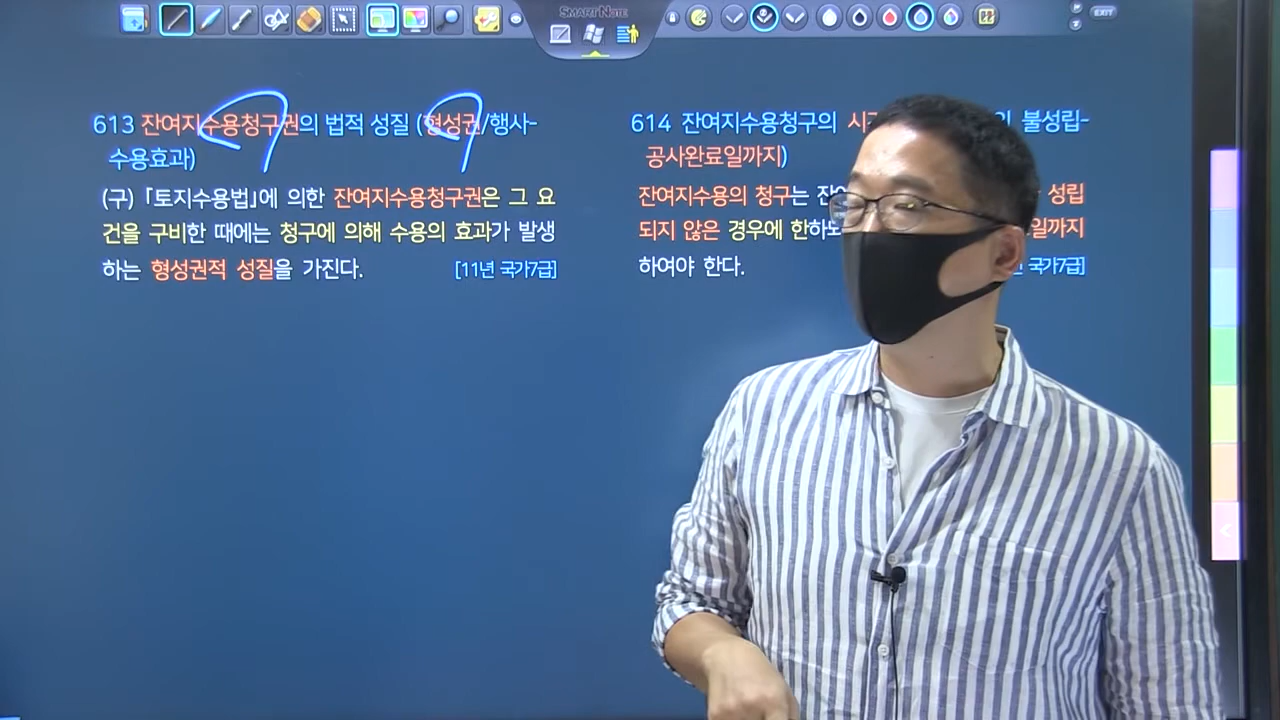 SMART NOTE
EXIT
613 잔여지수용청구권의 법적 성질 (형성권/행사-
수용효과)
(구) 「토지수용법」에 의한 잔여지수용청구권은 그 요
건을 구비한 때에는 청구에 의해 수용의 효과가 발생
하는 형성권적 성질을 가진다.
[11년 국가7급]
614 잔여지수용청구의 불성립-
공사완료일까지)
잔여지수용의 청구는 성립
되지 않은 경우에 한하
하여야 한다.
국가7급]